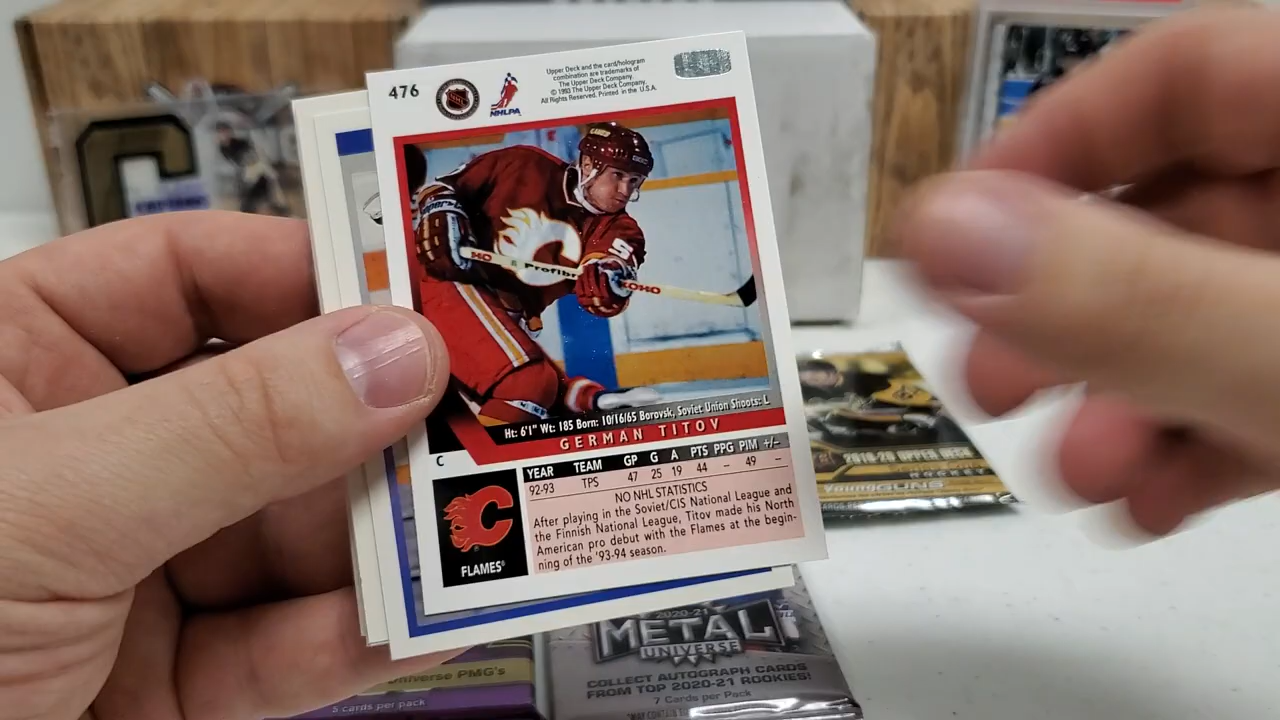 476
NHLPA
Upper Deck and the card/hologram
combination are trademarks of
The Upper Deck Company.
© 1993 The Upper Deck Company.
All Rights Reserved. Printed in the U.S.A.
HO Profibr KOHO
Ht: 6'1" Wt: 185 Born: 10/16/65 Borovsk, Soviet Union Shoots: L
GERMAN TITOV
C
YEAR TEAM GP G A PTS PPG PIM +/–
92-93 TPS 47 25 19 44 – 49 –
NO NHL STATISTICS
After playing in the Soviet/CIS National League and
the Finnish National League, Titov made his North
American pro debut with the Flames at the begin-
ning of the '93-94 season.
FLAMES®
UPPER DECK
HOCKEY
YOUNG GUNS
2020-21
METAL
UNIVERSE
COLLECT AUTOGRAPH CARDS
FROM TOP 2020-21 ROOKIES!
7 Cards per Pack
Universe PMG's
5 cards per pack